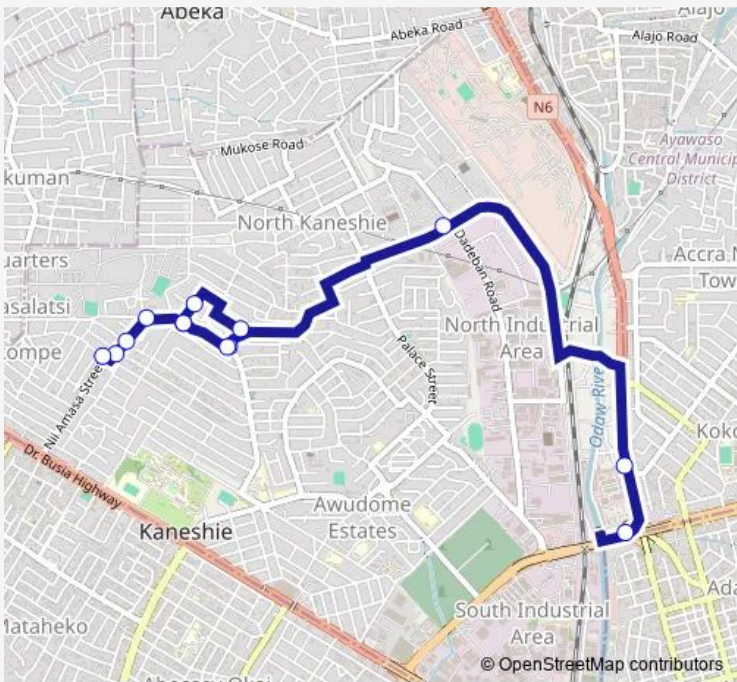 Abeka
Abeka Road
Alajo Road
N6
Mukose Road
Ayawaso
Central Munici
District
kuman
North Kaneshie
uarters
Dadeban Road
Accra N
Tow
asalatsi
North Industrial
Area
ompe
Palace Street
Nii Amasa Street
Odaw Rive
Koko
Dr. Busia Highway
Kaneshie
Awudome
Estates
South Industrial
Area
Ada
Mataheko
© OpenStreetMap contributors